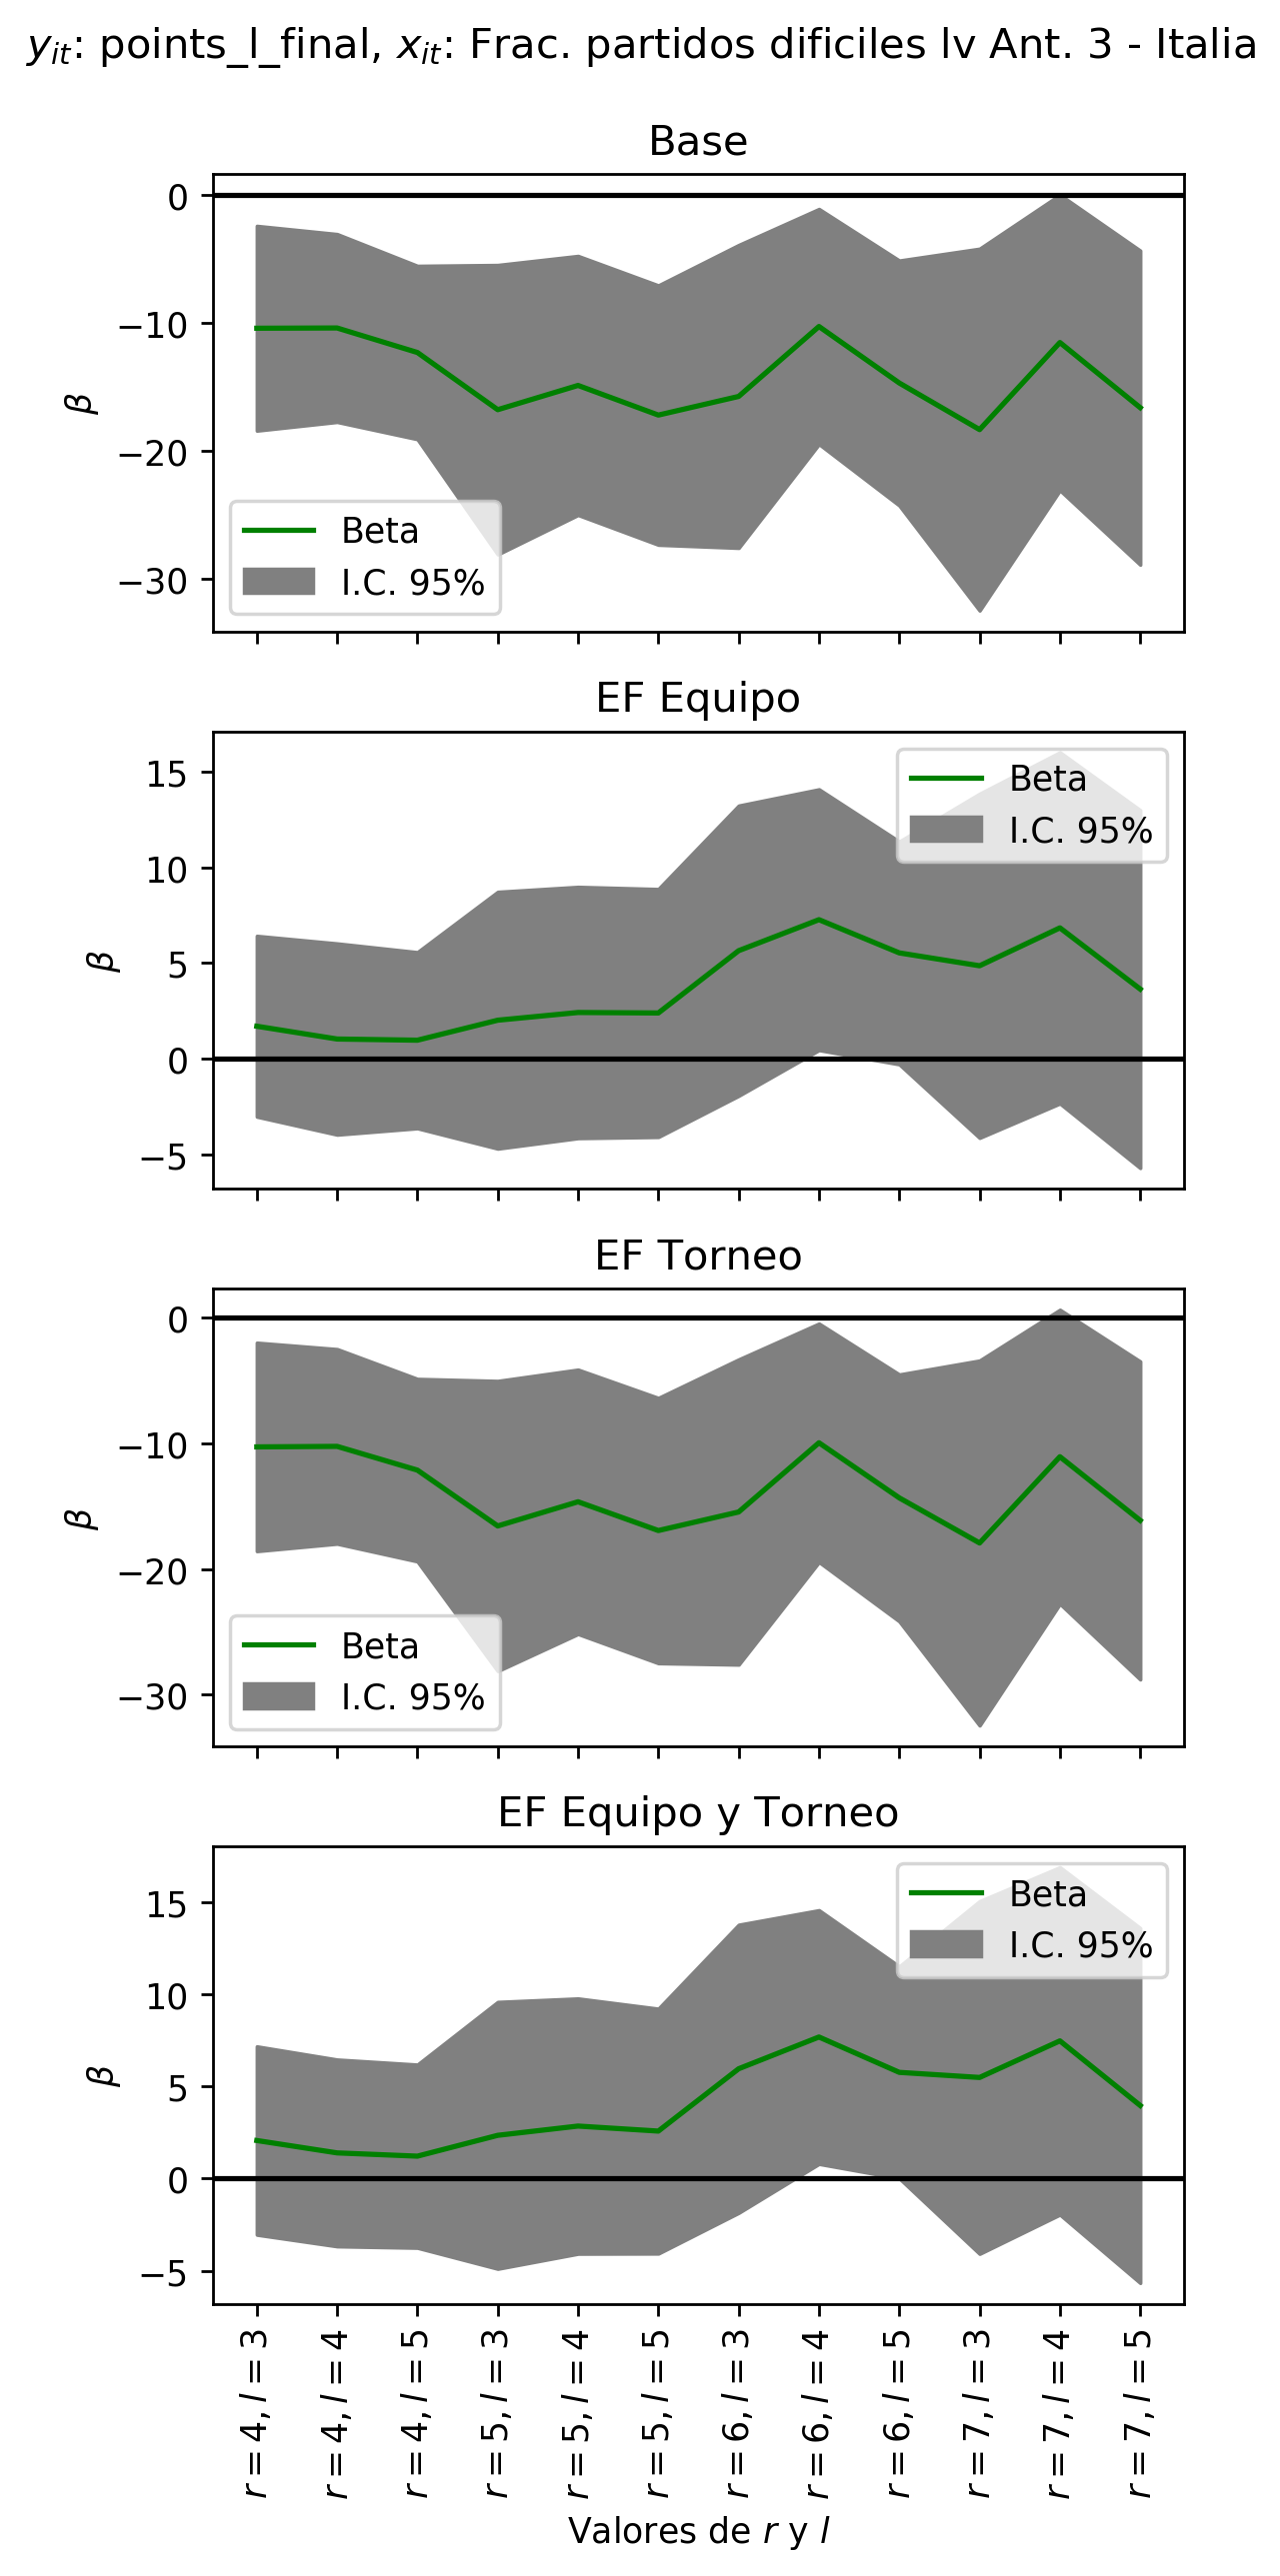 y_it: points_l_final, x_it: Frac. partidos dificiles lv Ant. 3 - Italia
Base
0
−10
−20
−30
β
Beta
I.C. 95%
EF Equipo
15
10
5
0
−5
β
Beta
I.C. 95%
EF Torneo
0
−10
−20
−30
β
Beta
I.C. 95%
EF Equipo y Torneo
15
10
5
0
−5
β
Beta
I.C. 95%
r = 4, l = 3
r = 4, l = 4
r = 4, l = 5
r = 5, l = 3
r = 5, l = 4
r = 5, l = 5
r = 6, l = 3
r = 6, l = 4
r = 6, l = 5
r = 7, l = 3
r = 7, l = 4
r = 7, l = 5
Valores de r y l